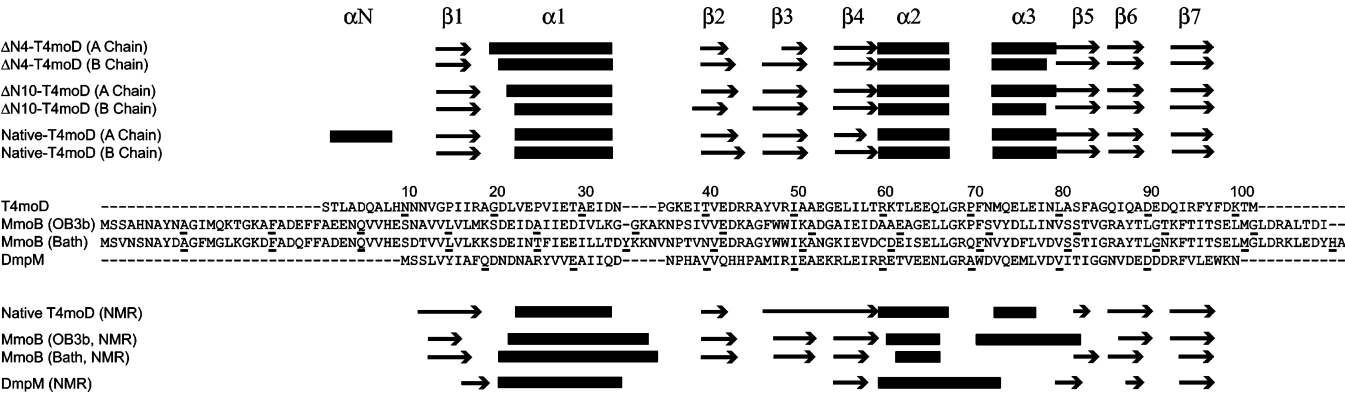 αN β1 α1 β2 β3 β4 α2 α3 β5 β6 β7
ΔN4-T4moD (A Chain)
ΔN4-T4moD (B Chain)
ΔN10-T4moD (A Chain)
ΔN10-T4moD (B Chain)
Native-T4moD (A Chain)
Native-T4moD (B Chain)
10 20 30 40 50 60 70 80 90 100
T4moD -------------------------STLADQALHNNNVGPIIRAGDLVEPVIETAEIDN----PGKEITVEDRRAYVRIAAEGELILTRKTLEEQLGRPFNMQELEINLASFAGQIQADEDQIRFYFDKTM----------
MmoB (OB3b) MSSAHNAYNAGIMQKTGKAFADEFFAEENQVVHESNAVVLVLMKSDEIDAIIEDIVLKG-GKAKNPSIVVEDKAGFWWIKADGAIEIDAAEAGELLGKPFSVYDLLINVSSTVGRAYTLGTKFTITSELMGLDRALTDI--
MmoB (Bath) MSVNSNAYDAGFMGLKGKDFADQFFADENQVVHESDTVVLVLKKSDEINTFIEEILLTDYKKNVNPTVNVEDRAGYWWIKANGKIEVDCDEISELLGRQFNVYDFLVDVSSTIGRAYTLGNKFTITSELMGLDRKLEDYHA
DmpM ----------------------------------MSSLVYIAFQDNDNARYVVEAIIQD----NPHAVVQHHPAMIRIEAEKRLEIRRETVEENLGRAWDVQEMLVDVITIGGNVDEDDDRFVLEWKN------------
Native T4moD (NMR)
MmoB (OB3b, NMR)
MmoB (Bath, NMR)
DmpM (NMR)